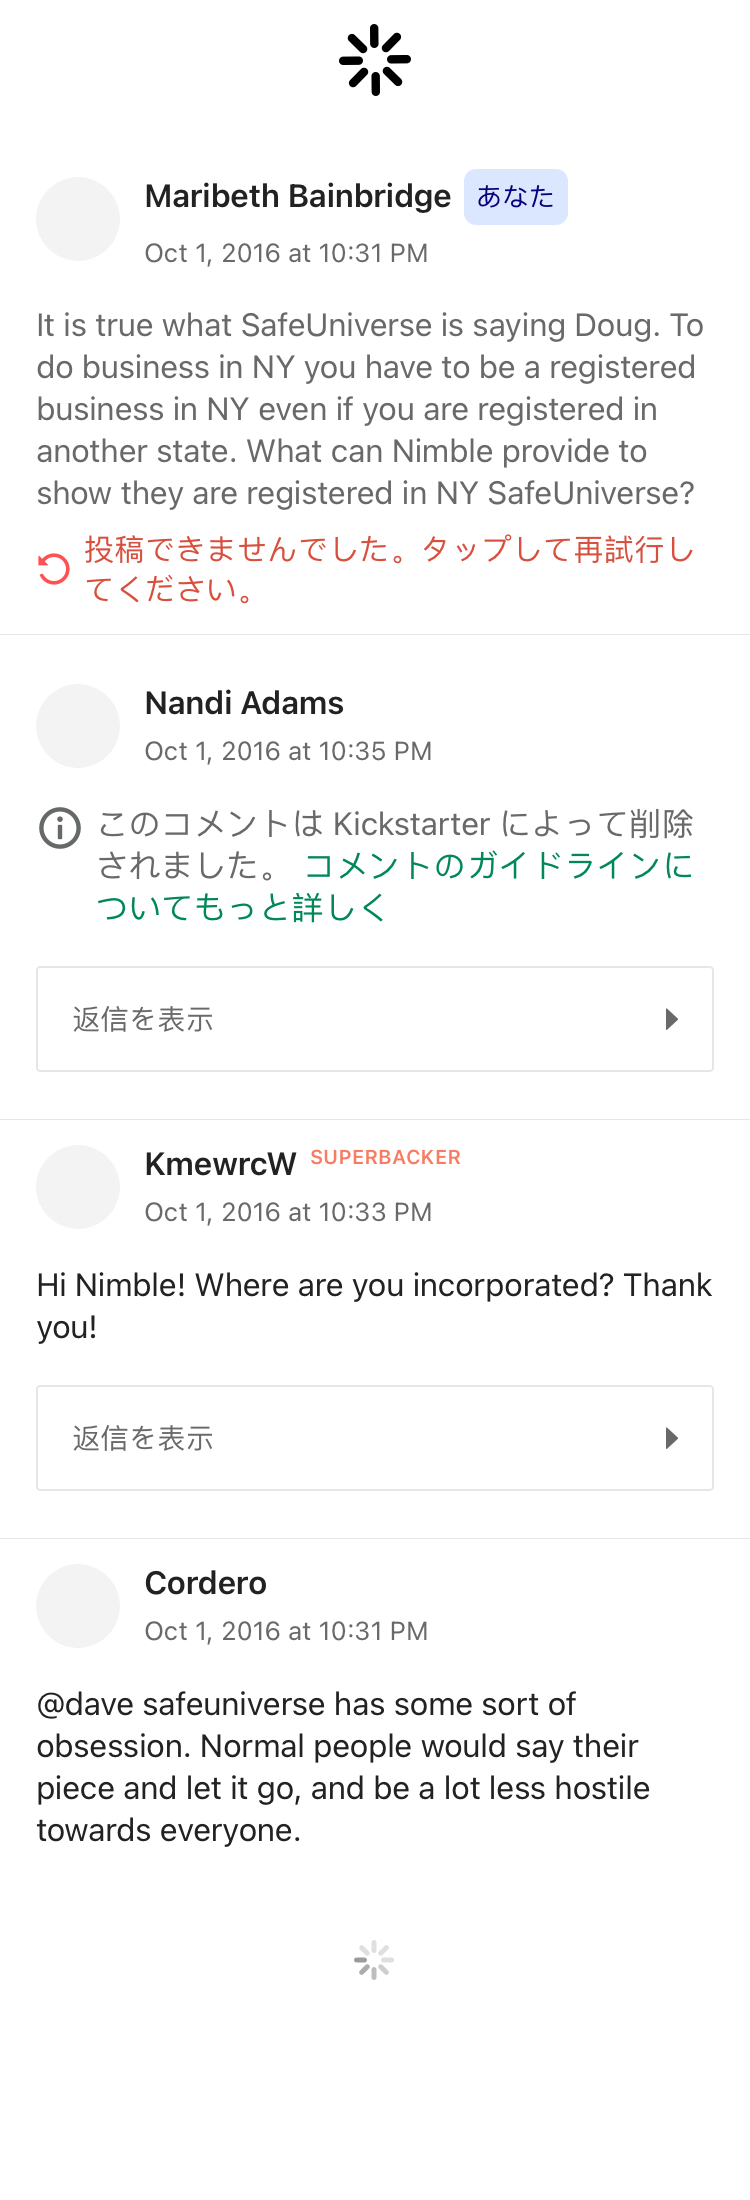 Maribeth Bainbridge あなた
Oct 1, 2016 at 10:31 PM
It is true what SafeUniverse is saying Doug. To
do business in NY you have to be a registered
business in NY even if you are registered in
another state. What can Nimble provide to
show they are registered in NY SafeUniverse?
投稿できませんでした。タップして再試行し
てください。
Nandi Adams
Oct 1, 2016 at 10:35 PM
このコメントは Kickstarter によって削除
されました。 コメントのガイドラインに
ついてもっと詳しく
返信を表示
KmewrcW SUPERBACKER
Oct 1, 2016 at 10:33 PM
Hi Nimble! Where are you incorporated? Thank
you!
返信を表示
Cordero
Oct 1, 2016 at 10:31 PM
@dave safeuniverse has some sort of
obsession. Normal people would say their
piece and let it go, and be a lot less hostile
towards everyone.